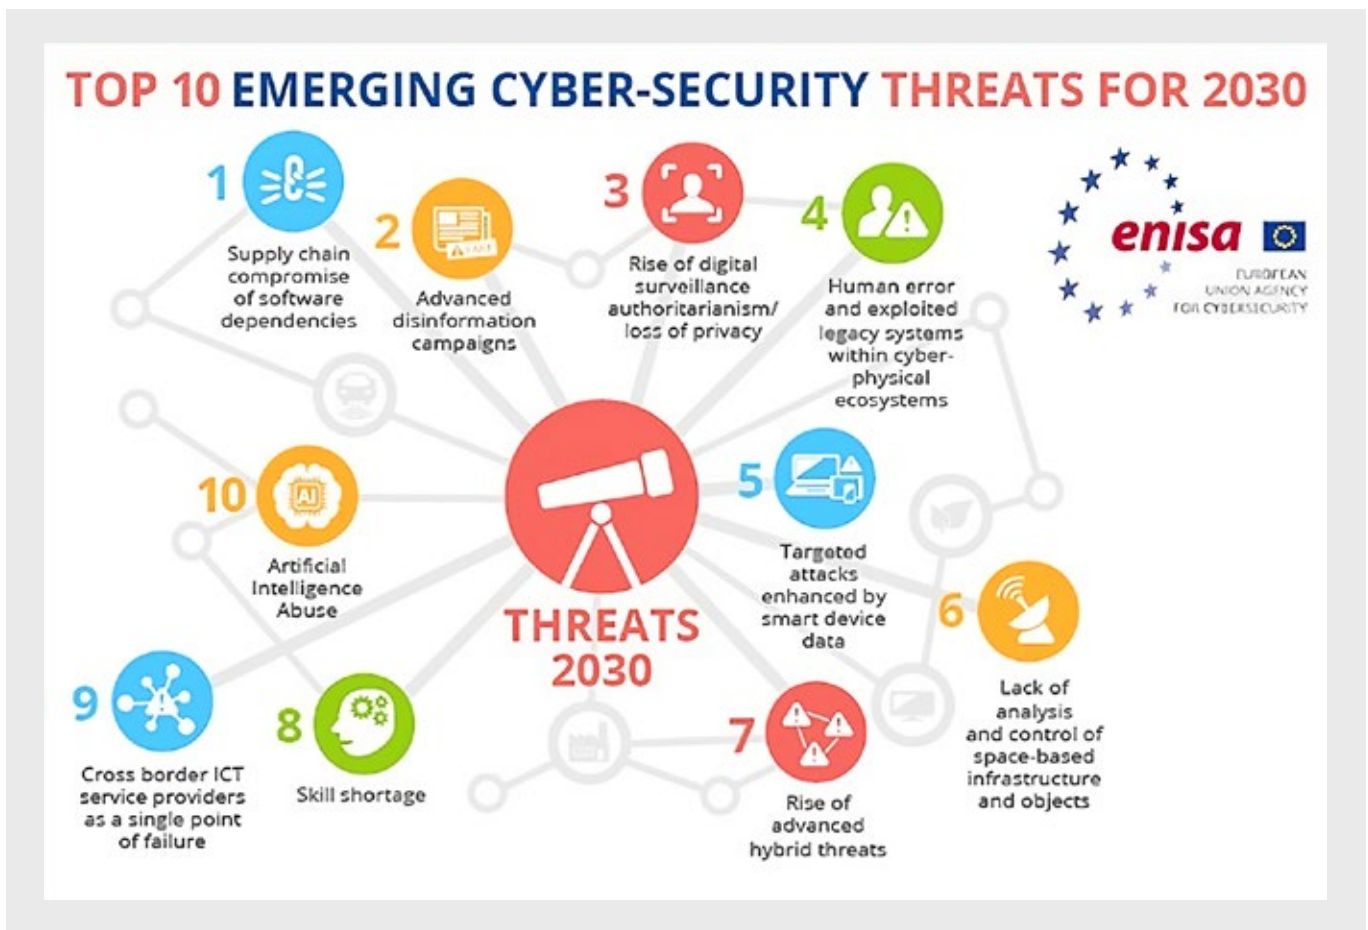 TOP 10 EMERGING CYBER-SECURITY THREATS FOR 2030
1
Supply chain
compromise
of software
dependencies
2
FAKE
Advanced
disinformation
campaigns
3
Rise of digital
surveillance
authoritarianism/
loss of privacy
4
Human error
and exploited
legacy systems
within cyber-
physical
ecosystems
enisa
EUROPEAN
UNION AGENCY
FOR CYBERSECURITY
5
Targeted
attacks
enhanced by
smart device
data
6
Lack of
analysis
and control of
space-based
infrastructure
and objects
7
Rise of
advanced
hybrid threats
8
Skill shortage
9
Cross border ICT
service providers
as a single point
of failure
10
AI
Artificial
Intelligence
Abuse
THREATS
2030